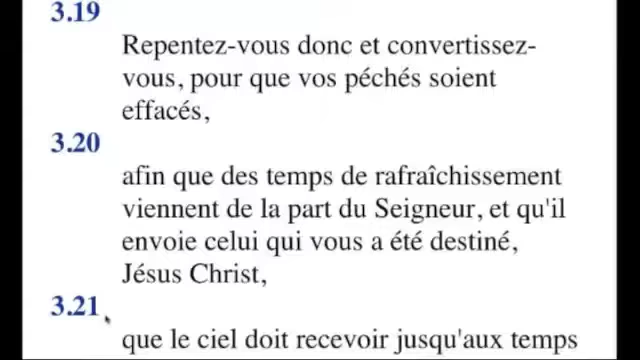 3.19
Repentez-vous donc et convertissez-
vous, pour que vos péchés soient
effacés,
3.20
afin que des temps de rafraîchissement
viennent de la part du Seigneur, et qu'il
envoie celui qui vous a été destiné,
Jésus Christ,
3.21
que le ciel doit recevoir jusqu'aux temps